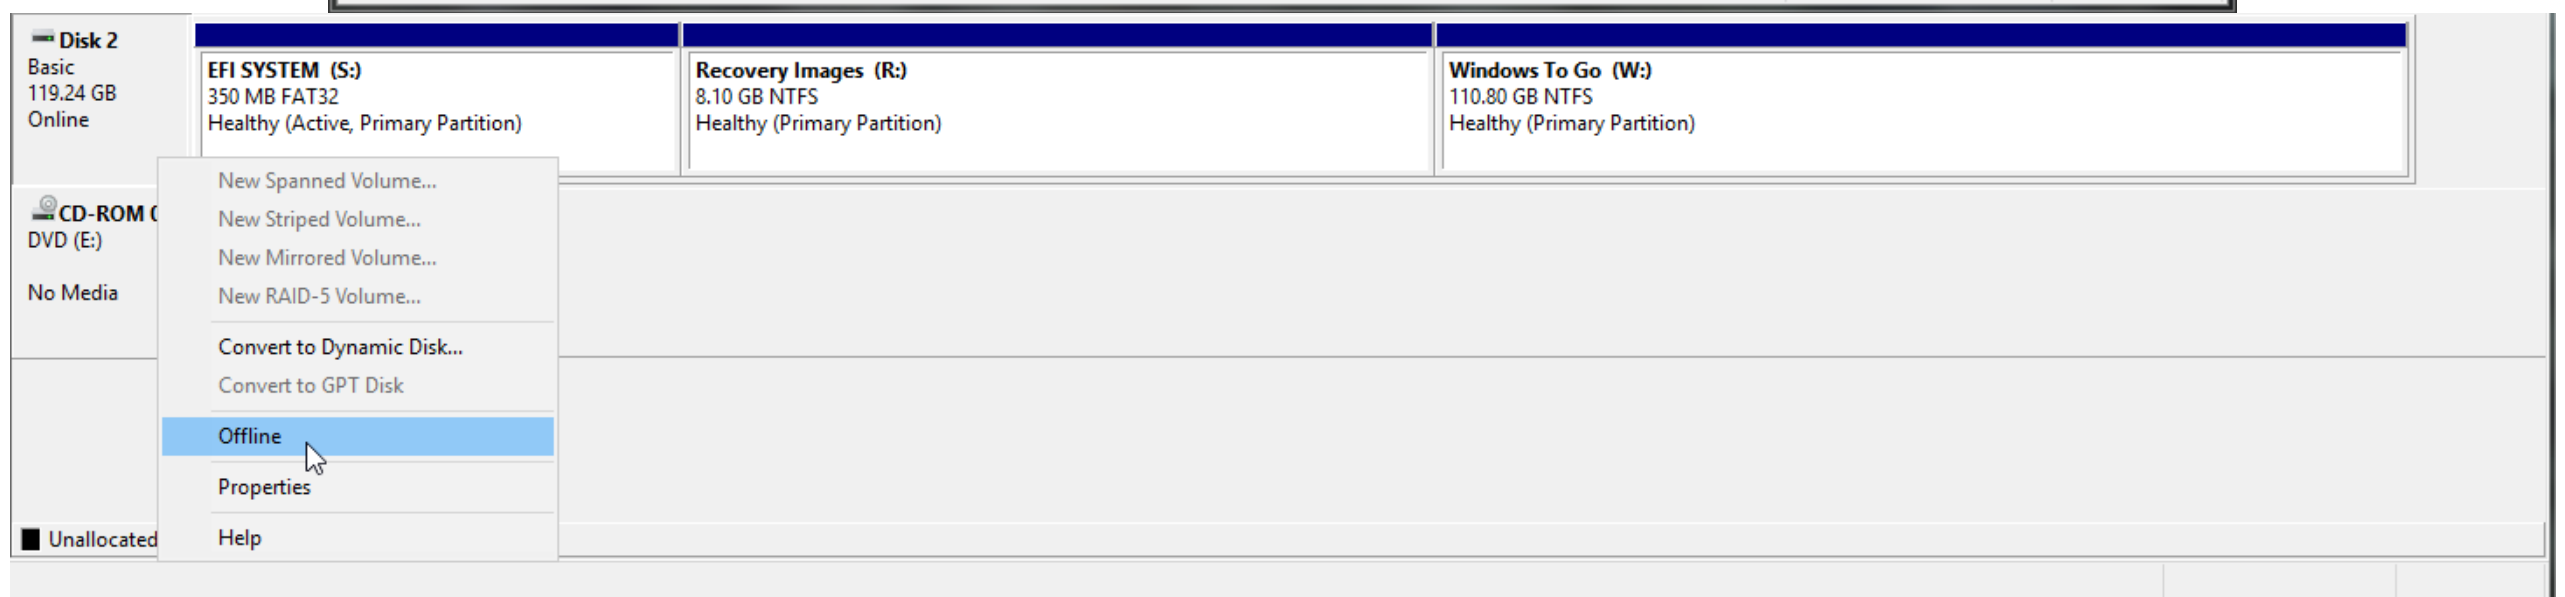 Disk 2
Basic
119.24 GB
Online
EFI SYSTEM (S:)
350 MB FAT32
Healthy (Active, Primary Partition)
Recovery Images (R:)
8.10 GB NTFS
Healthy (Primary Partition)
Windows To Go (W:)
110.80 GB NTFS
Healthy (Primary Partition)
CD-ROM
DVD (E:)
No Media
New Spanned Volume...
New Striped Volume...
New Mirrored Volume...
New RAID-5 Volume...
Convert to Dynamic Disk...
Convert to GPT Disk
Offline
Properties
Help
Unallocated